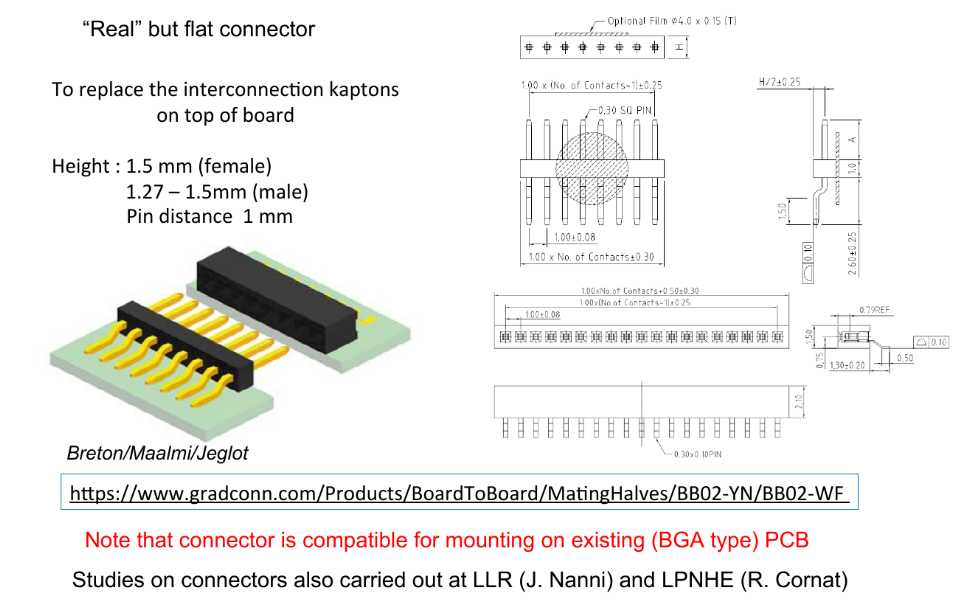 “Real” but flat connector
To replace the interconnection kaptons
on top of board
Height : 1.5 mm (female)
1.27 – 1.5mm (male)
Pin distance 1 mm
Breton/Maalmi/Jeglot
Optional Film Ø4.0 x 0.15 (T)
H
1.00 x (No. of Contacts-1)±0.25
0.30 SQ PIN
1.00±0.08
1.00 x No. of Contacts±0.30
H/2±0.25
A
1.0
1.50
2.60±0.25
0.10
1.00xNo.of Contacts+0.50±0.30
1.00x(No.of Contacts-1)±0.25
1.00±0.08
0.30±0.10PIN
2.10
0.79REF.
1.50
0.75
1.30±0.20
0.50
0.10
https://www.gradconn.com/Products/BoardToBoard/MatingHalves/BB02-YN/BB02-WF
Note that connector is compatible for mounting on existing (BGA type) PCB
Studies on connectors also carried out at LLR (J. Nanni) and LPNHE (R. Cornat)